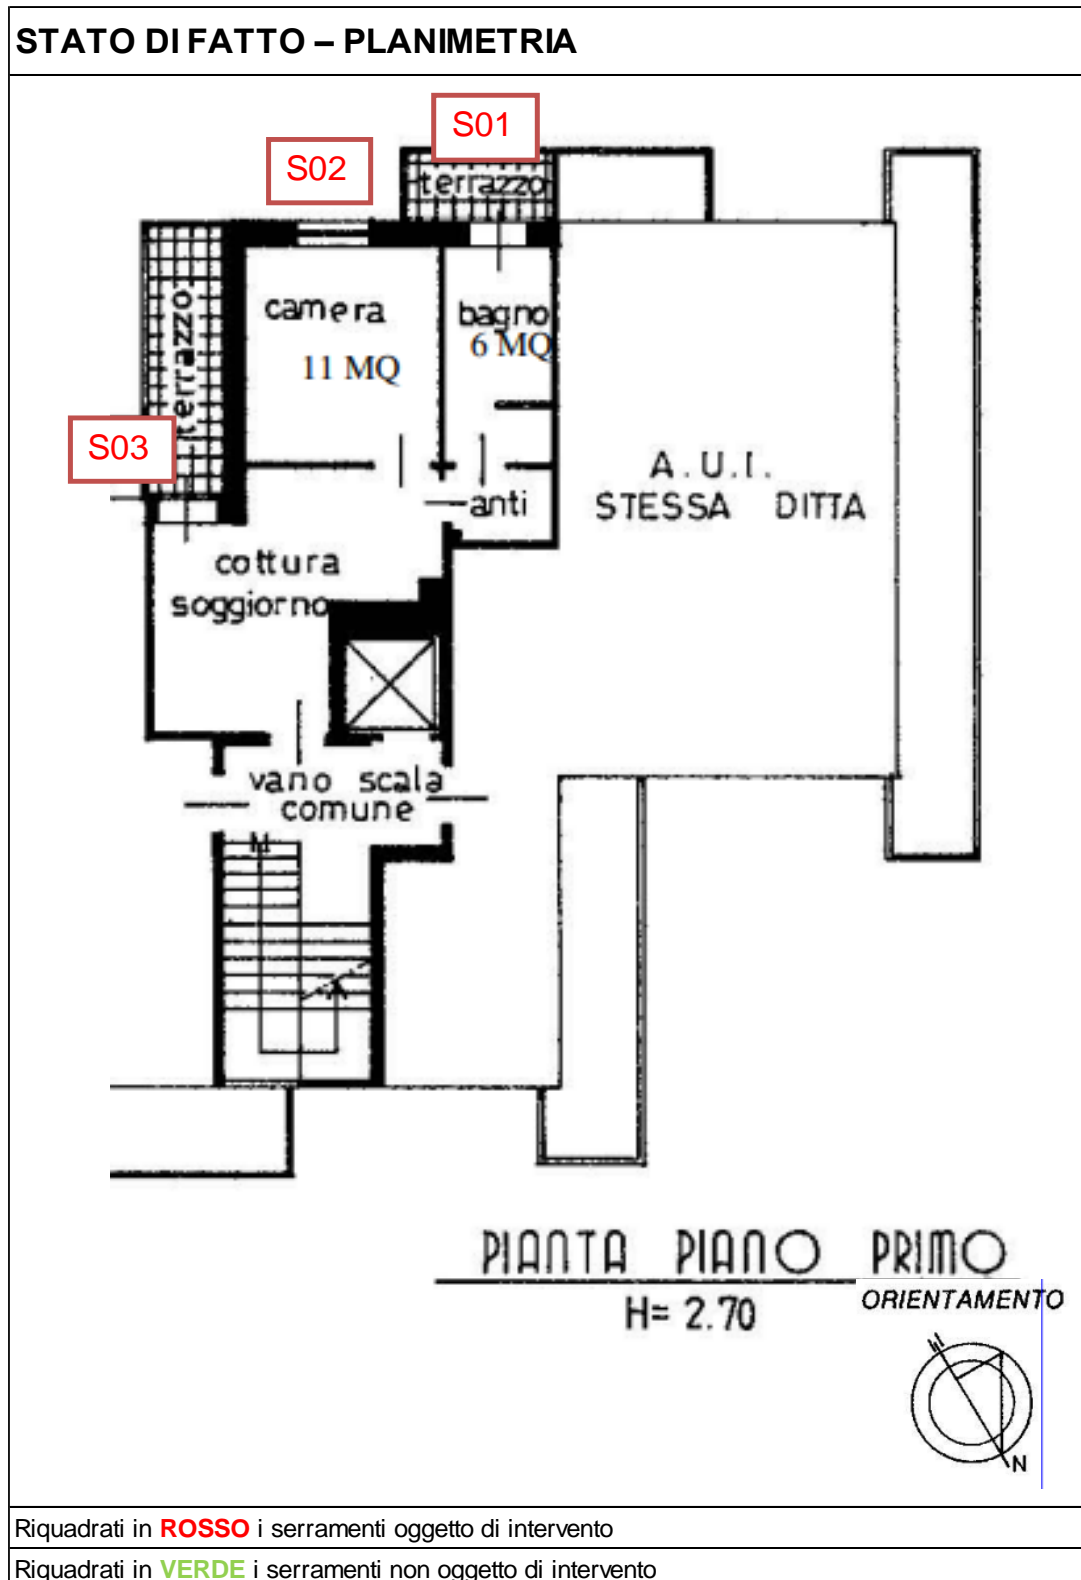 STATO DI FATTO – PLANIMETRIA
S01
S02
terrazzo
terrazzo
camera
11 MQ
bagno
6 MQ
S03
A.U.I.
STESSA DITTA
anti
cottura
soggiorno
vano scala
comune
PIANTA PIANO PRIMO
H= 2.70
ORIENTAMENTO
N
Riquadrati in ROSSO i serramenti oggetto di intervento
Riquadrati in VERDE i serramenti non oggetto di intervento